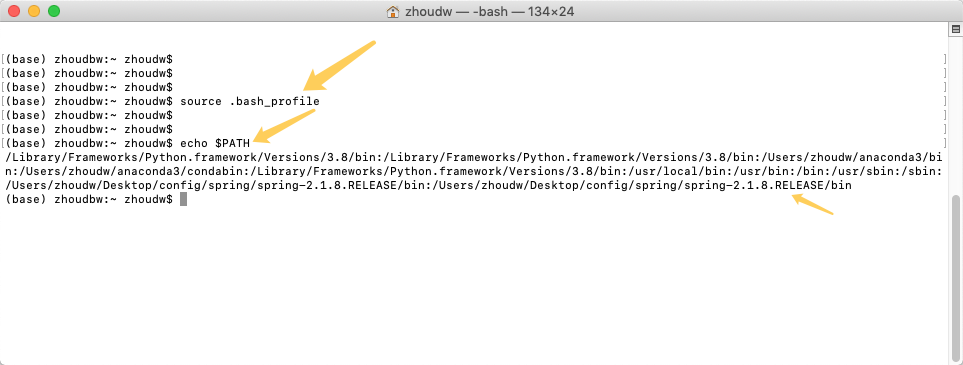 zhoudw — -bash — 134×24
[(base) zhoudbw:~ zhoudw$ ]
[(base) zhoudbw:~ zhoudw$ ]
[(base) zhoudbw:~ zhoudw$ ]
[(base) zhoudbw:~ zhoudw$ source .bash_profile ]
[(base) zhoudbw:~ zhoudw$ ]
[(base) zhoudbw:~ zhoudw$ ]
[(base) zhoudbw:~ zhoudw$ echo $PATH ]
/Library/Frameworks/Python.framework/Versions/3.8/bin:/Library/Frameworks/Python.framework/Versions/3.8/bin:/Users/zhoudw/anaconda3/bi
n:/Users/zhoudw/anaconda3/condabin:/Library/Frameworks/Python.framework/Versions/3.8/bin:/usr/local/bin:/usr/bin:/bin:/usr/sbin:/sbin:
/Users/zhoudw/Desktop/config/spring/spring-2.1.8.RELEASE/bin:/Users/zhoudw/Desktop/config/spring/spring-2.1.8.RELEASE/bin
(base) zhoudbw:~ zhoudw$